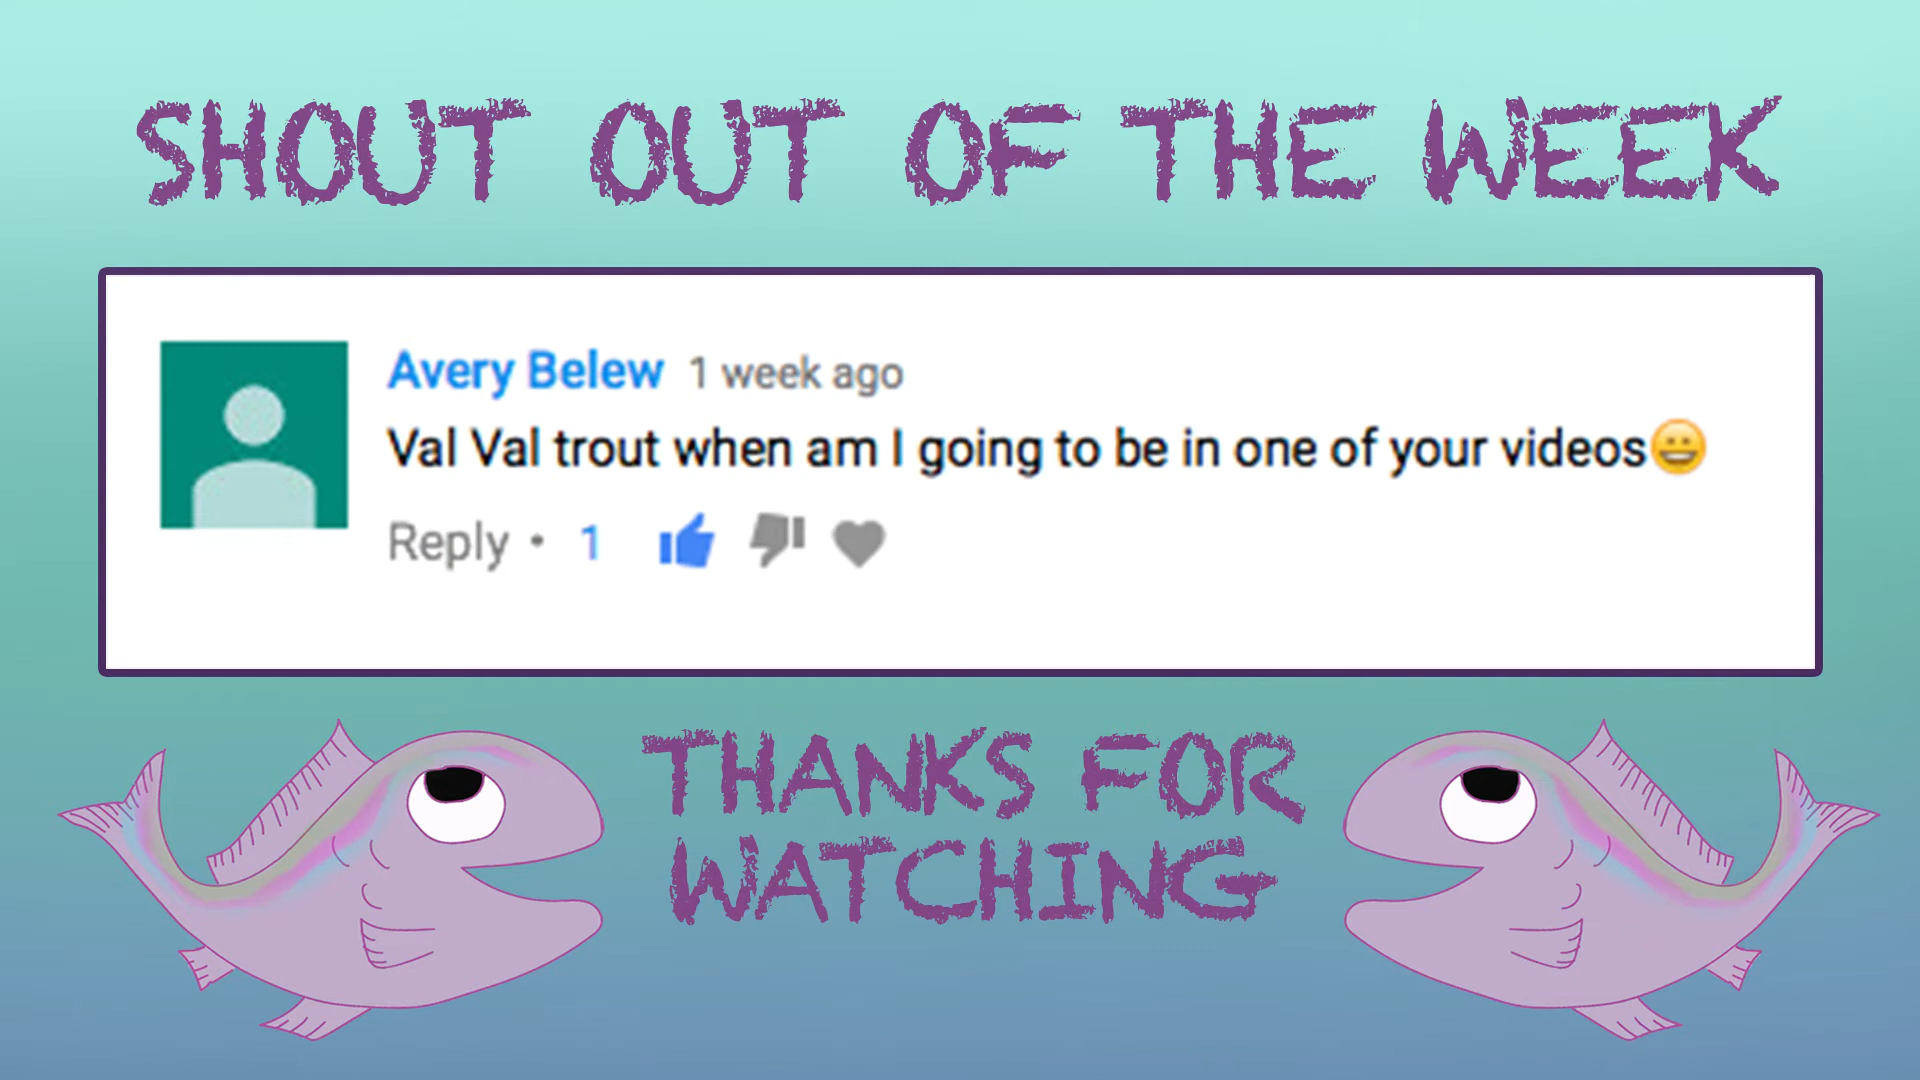 SHOUT OUT OF THE WEEK
Avery Belew 1 week ago
Val Val trout when am I going to be in one of your videos😀
Reply • 1
THANKS FOR
WATCHING